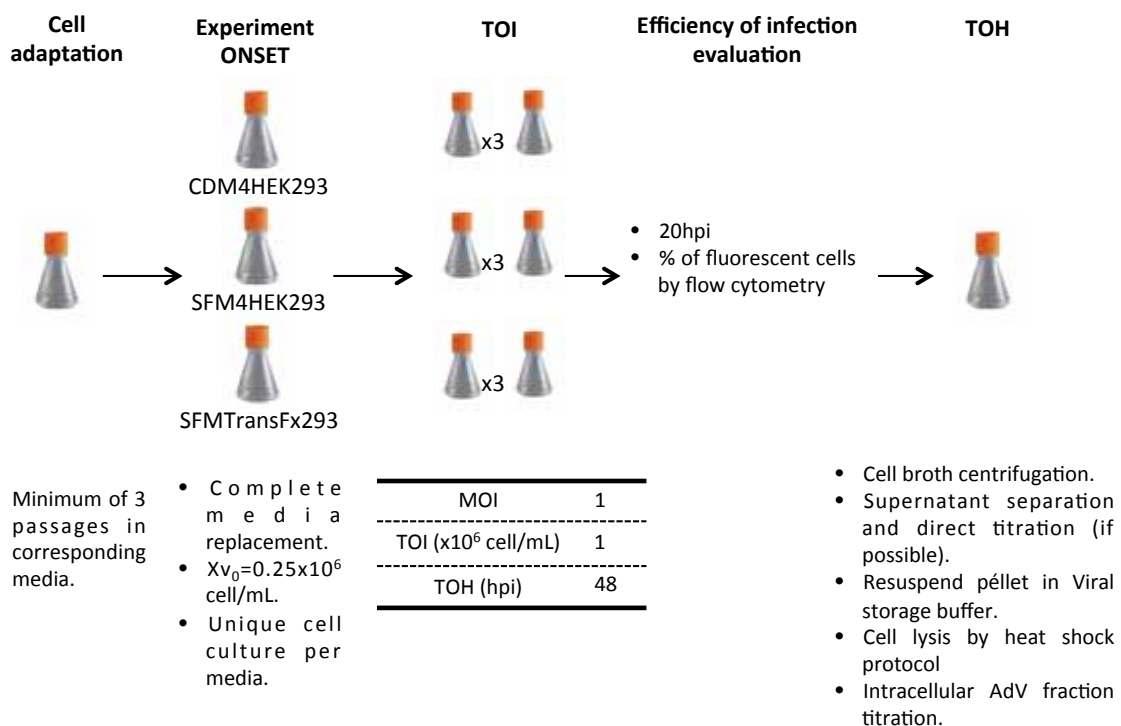 Cell
adaptation
Experiment
ONSET
TOI
Efficiency of infection
evaluation
TOH
CDM4HEK293
SFM4HEK293
SFMTransFx293
x3
x3
x3
• 20hpi
• % of fluorescent cells
by flow cytometry
Minimum of 3
passages in
corresponding
media.
• Complete
media
replacement.
• Xv₀=0.25x10⁶
cell/mL.
• Unique cell
culture per
media.
MOI 1
TOI (x10⁶ cell/mL) 1
TOH (hpi) 48
• Cell broth centrifugation.
• Supernatant separation
and direct titration (if
possible).
• Resuspend péllet in Viral
storage buffer.
• Cell lysis by heat shock
protocol
• Intracellular AdV fraction
titration.